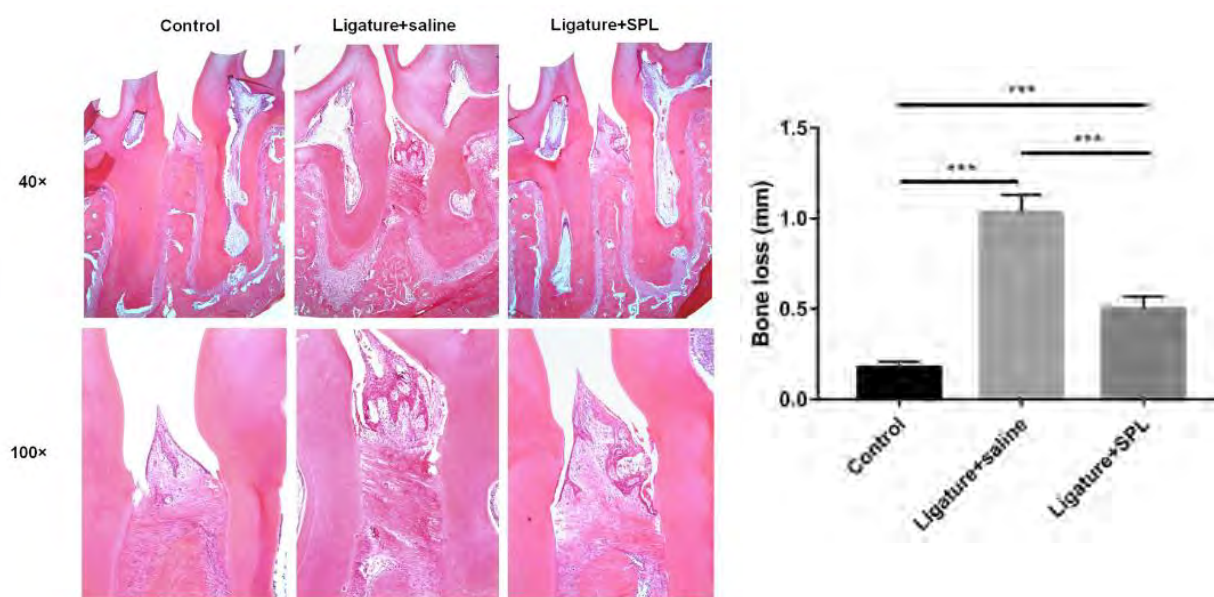 Control
Ligature+saline
Ligature+SPL
40×
100×
Bone loss (mm)
1.5
1.0
0.5
0.0
***
***
***
Control
Ligature+saline
Ligature+SPL